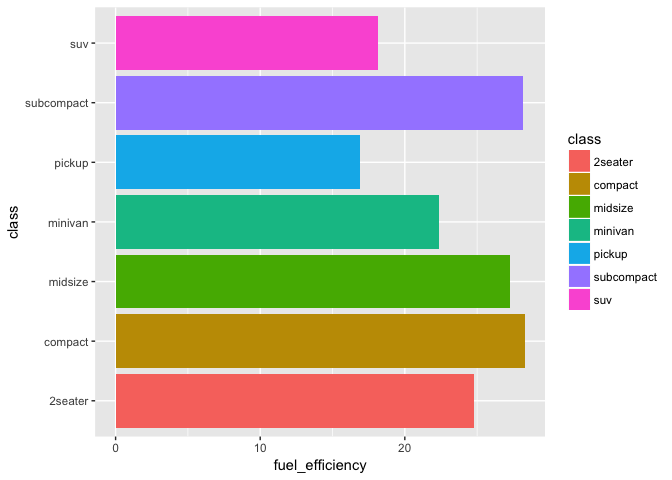 suv
subcompact
pickup
minivan
midsize
compact
2seater
class
0 10 20
fuel_efficiency
class
2seater
compact
midsize
minivan
pickup
subcompact
suv